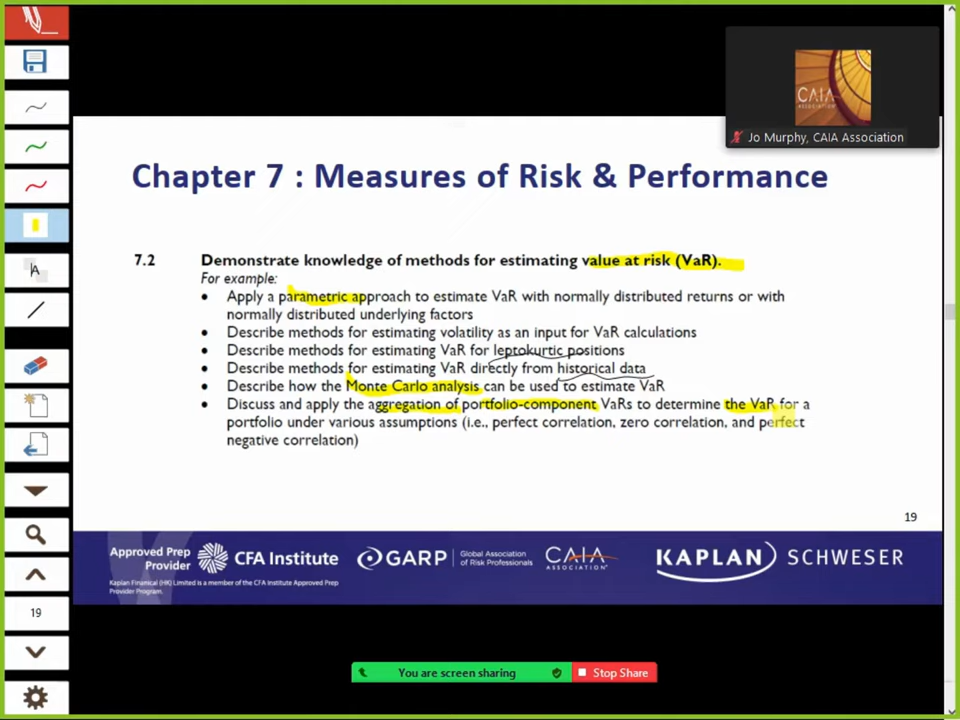 CAIA
ASSOCIATION
Jo Murphy, CAIA Association
A
Chapter 7 : Measures of Risk & Performance
7.2 Demonstrate knowledge of methods for estimating value at risk (VaR).
For example:
• Apply a parametric approach to estimate VaR with normally distributed returns or with
normally distributed underlying factors
• Describe methods for estimating volatility as an input for VaR calculations
• Describe methods for estimating VaR for leptokurtic positions
• Describe methods for estimating VaR directly from historical data
• Describe how the Monte Carlo analysis can be used to estimate VaR
• Discuss and apply the aggregation of portfolio-component VaRs to determine the VaR for a
portfolio under various assumptions (i.e., perfect correlation, zero correlation, and perfect
negative correlation)
19
Approved Prep
Provider
CFA Institute
GARP
Global Association
of Risk Professionals
CAIA
ASSOCIATION®
KAPLAN SCHWESER
Kaplan Financial (HK) Limited is a member of the CFA Institute Approved Prep
Provider Program.
19
You are screen sharing
Stop Share